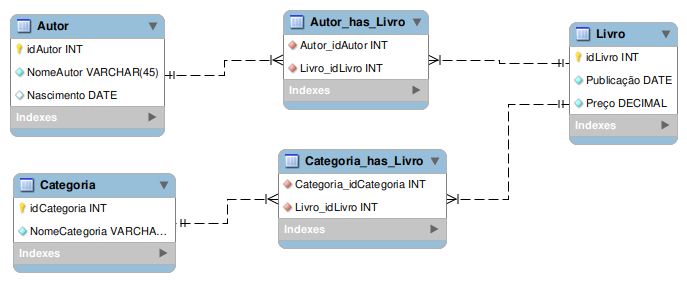 Autor
idAutor INT
NomeAutor VARCHAR(45)
Nascimento DATE
Indexes
Autor_has_Livro
Autor_idAutor INT
Livro_idLivro INT
Indexes
Livro
idLivro INT
Publicação DATE
Preço DECIMAL
Indexes
Categoria
idCategoria INT
NomeCategoria VARCHA...
Indexes
Categoria_has_Livro
Categoria_idCategoria INT
Livro_idLivro INT
Indexes